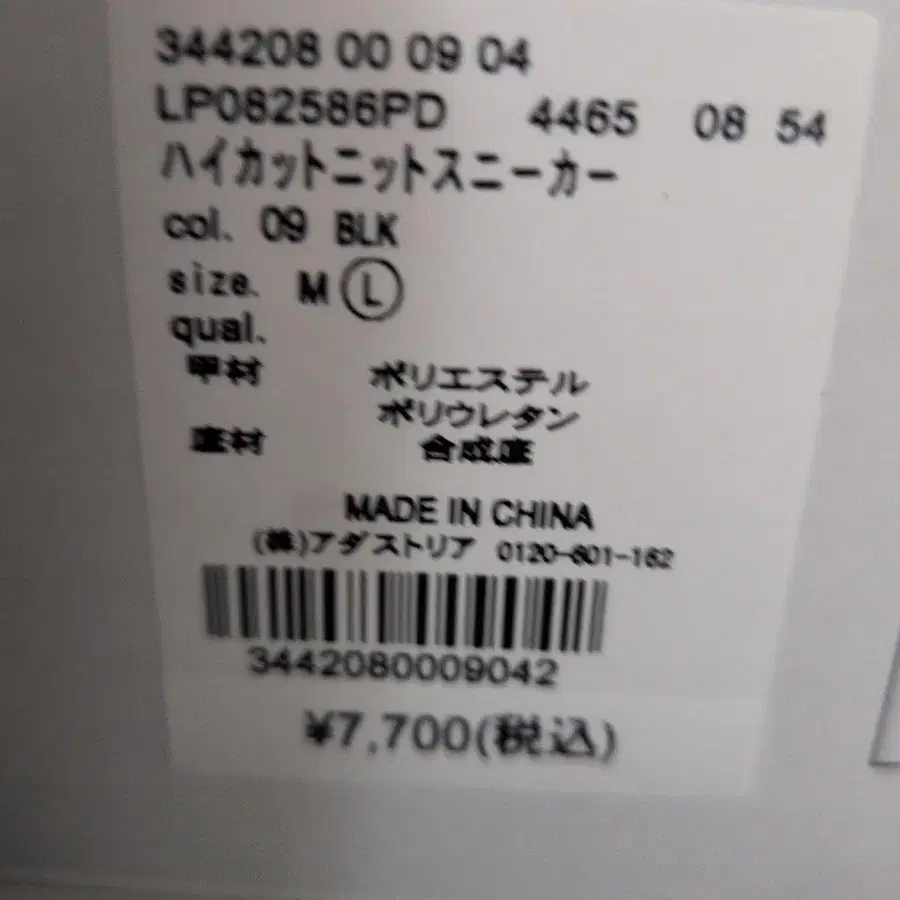 344208 00 09 04
LP082586PD 4465 08 54
ハイカットニットスニーカー
col. 09 BLK
size. M Ⓛ
qual.
甲材 ポリエステル
ポリウレタン
底材 合成底
MADE IN CHINA
(株)アダストリア 0120-601-162
3442080009042
¥7,700(税込)